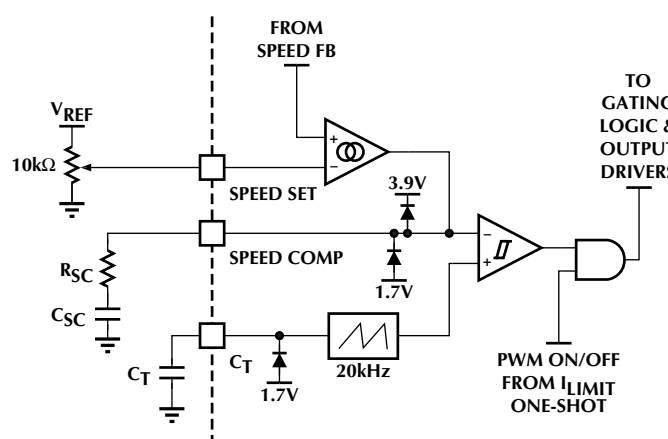 FROM
SPEED FB
TO
GATING
LOGIC &
OUTPUT
DRIVERS
VREF
10kΩ
+
−
SPEED SET
3.9V
SPEED COMP
−
+
RSC
1.7V
CSC
CT
CT
1.7V
20kHz
PWM ON/OFF
FROM ILIMIT
ONE-SHOT